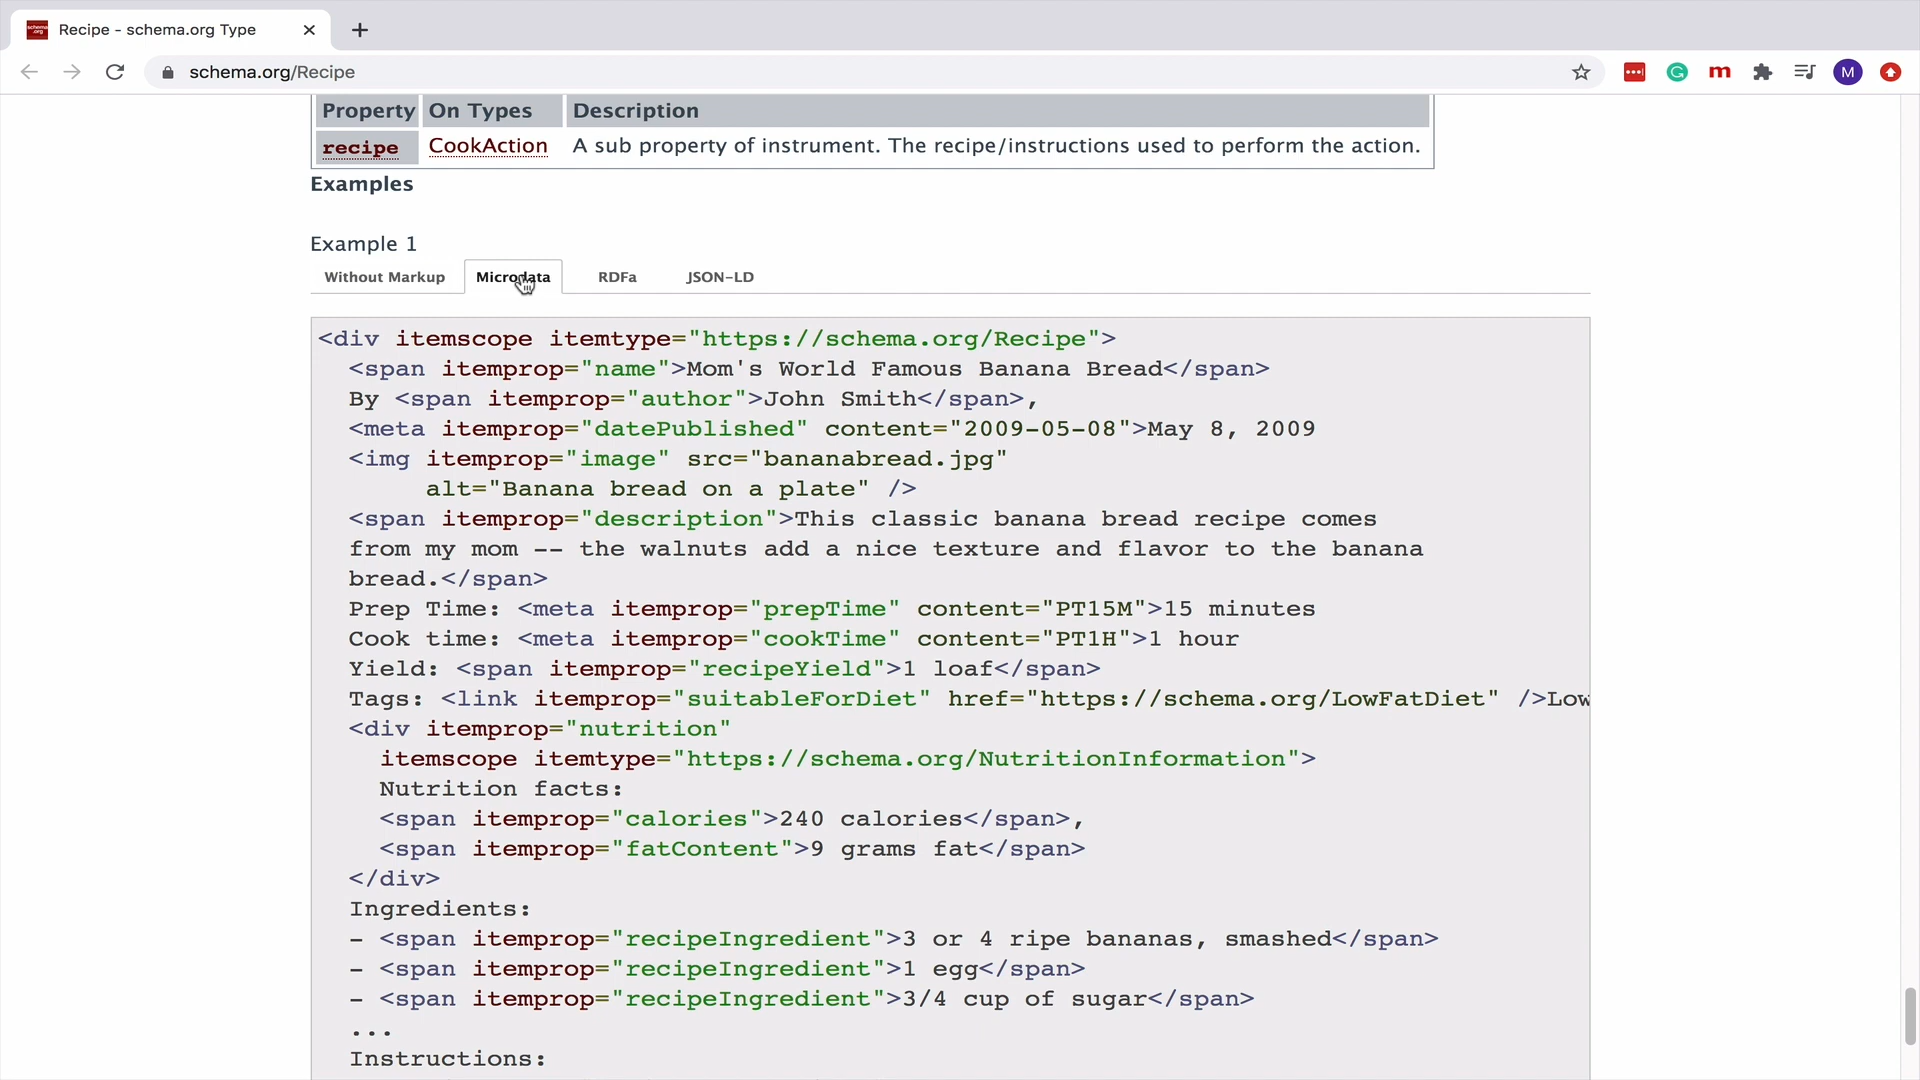 Recipe - schema.org Type
schema.org/Recipe
m
M
Property On Types Description
recipe CookAction A sub property of instrument. The recipe/instructions used to perform the action.
Examples
Example 1
Without Markup Microdata RDFa JSON-LD
<div itemscope itemtype="https://schema.org/Recipe">
<span itemprop="name">Mom's World Famous Banana Bread</span>
By <span itemprop="author">John Smith</span>,
<meta itemprop="datePublished" content="2009-05-08">May 8, 2009
<img itemprop="image" src="bananabread.jpg"
alt="Banana bread on a plate" />
<span itemprop="description">This classic banana bread recipe comes
from my mom -- the walnuts add a nice texture and flavor to the banana
bread.</span>
Prep Time: <meta itemprop="prepTime" content="PT15M">15 minutes
Cook time: <meta itemprop="cookTime" content="PT1H">1 hour
Yield: <span itemprop="recipeYield">1 loaf</span>
Tags: <link itemprop="suitableForDiet" href="https://schema.org/LowFatDiet" />Low
<div itemprop="nutrition"
itemscope itemtype="https://schema.org/NutritionInformation">
Nutrition facts:
<span itemprop="calories">240 calories</span>,
<span itemprop="fatContent">9 grams fat</span>
</div>
Ingredients:
- <span itemprop="recipeIngredient">3 or 4 ripe bananas, smashed</span>
- <span itemprop="recipeIngredient">1 egg</span>
- <span itemprop="recipeIngredient">3/4 cup of sugar</span>
...
Instructions: